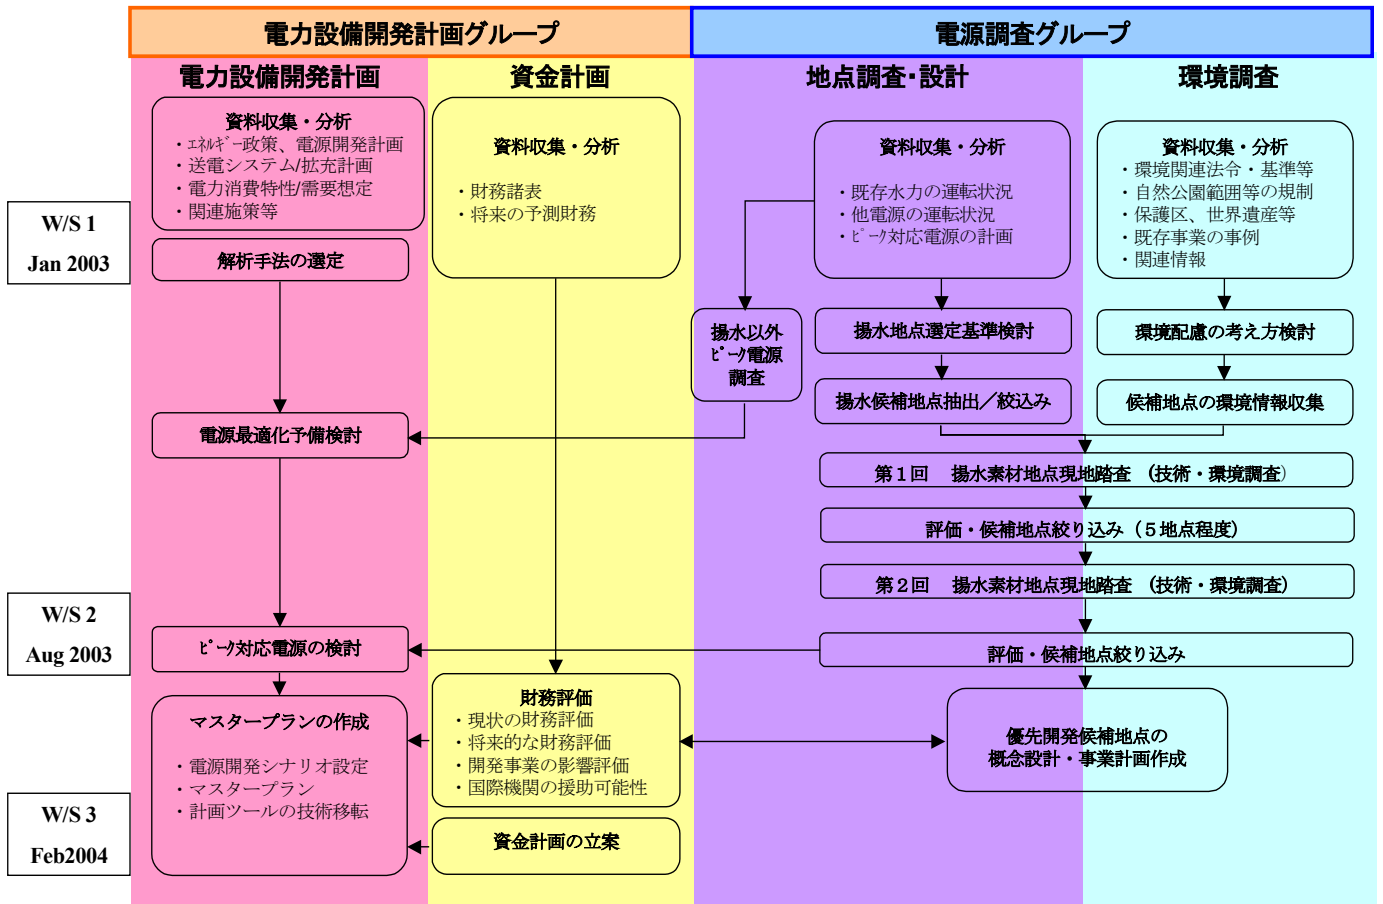 電力設備開発計画グループ
電源調査グループ
電力設備開発計画
資金計画
地点調査・設計
環境調査
W/S 1
Jan 2003
W/S 2
Aug 2003
W/S 3
Feb2004
資料収集・分析
・ｴﾈﾙｷﾞｰ政策、電源開発計画
・送電システム/拡充計画
・電力消費特性/需要想定
・関連施策等
解析手法の選定
電源最適化予備検討
ﾋﾟｰｸ対応電源の検討
マスタープランの作成
・電源開発シナリオ設定
・マスタープラン
・計画ツールの技術移転
資料収集・分析
・財務諸表
・将来の予測財務
財務評価
・現状の財務評価
・将来的な財務評価
・開発事業の影響評価
・国際機関の援助可能性
資金計画の立案
資料収集・分析
・既存水力の運転状況
・他電源の運転状況
・ﾋﾟｰｸ対応電源の計画
揚水以外
ﾋﾟｰｸ電源
調査
揚水地点選定基準検討
揚水候補地点抽出／絞込み
資料収集・分析
・環境関連法令・基準等
・自然公園範囲等の規制
・保護区、世界遺産等
・既存事業の事例
・関連情報
環境配慮の考え方検討
候補地点の環境情報収集
第１回　揚水素材地点現地踏査　(技術・環境調査)
評価・候補地点絞り込み（５地点程度）
第２回　揚水素材地点現地踏査　(技術・環境調査)
評価・候補地点絞り込み
優先開発候補地点の
概念設計・事業計画作成